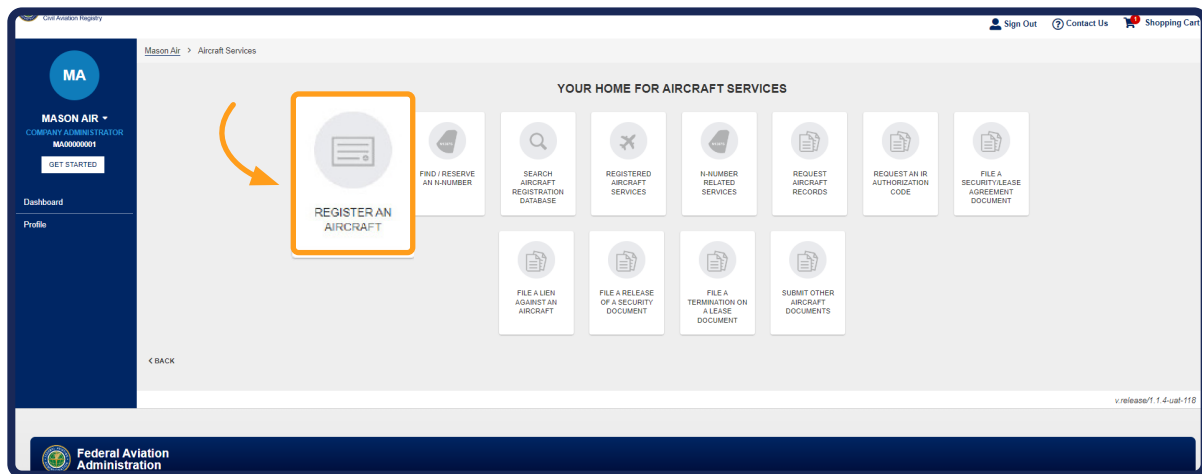 Civil Aviation Registry
Sign Out Contact Us 1 Shopping Cart
Mason Air > Aircraft Services
MA
MASON AIR
COMPANY ADMINISTRATOR
MA00000001
GET STARTED
Dashboard
Profile
YOUR HOME FOR AIRCRAFT SERVICES
REGISTER AN
AIRCRAFT
FIND / RESERVE
AN N-NUMBER
SEARCH
AIRCRAFT
REGISTRATION
DATABASE
REGISTERED
AIRCRAFT
SERVICES
N-NUMBER
RELATED
SERVICES
REQUEST
AIRCRAFT
RECORDS
REQUEST AN IR
AUTHORIZATION
CODE
FILE A
SECURITY/LEASE
AGREEMENT
DOCUMENT
FILE A LIEN
AGAINST AN
AIRCRAFT
FILE A RELEASE
OF A SECURITY
DOCUMENT
FILE A
TERMINATION ON
A LEASE
DOCUMENT
SUBMIT OTHER
AIRCRAFT
DOCUMENTS
< BACK
v.release/1.1.4-uat-118
Federal Aviation
Administration